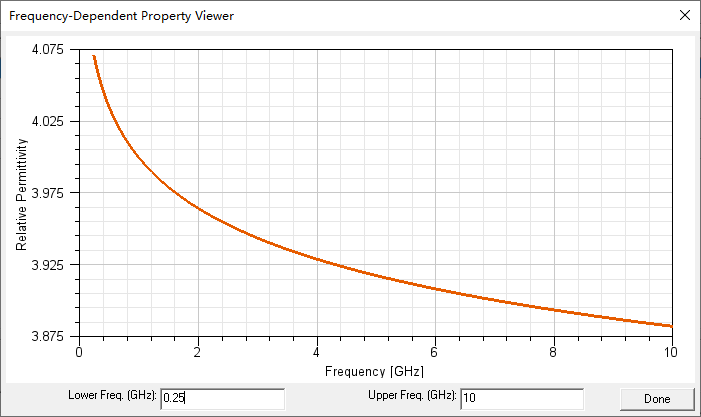 Frequency-Dependent Property Viewer
4.075
4.025
3.975
3.925
3.875
Relative Permittivity
0 2 4 6 8 10
Frequency [GHz]
Lower Freq. (GHz): 0.25 Upper Freq. (GHz): 10 Done